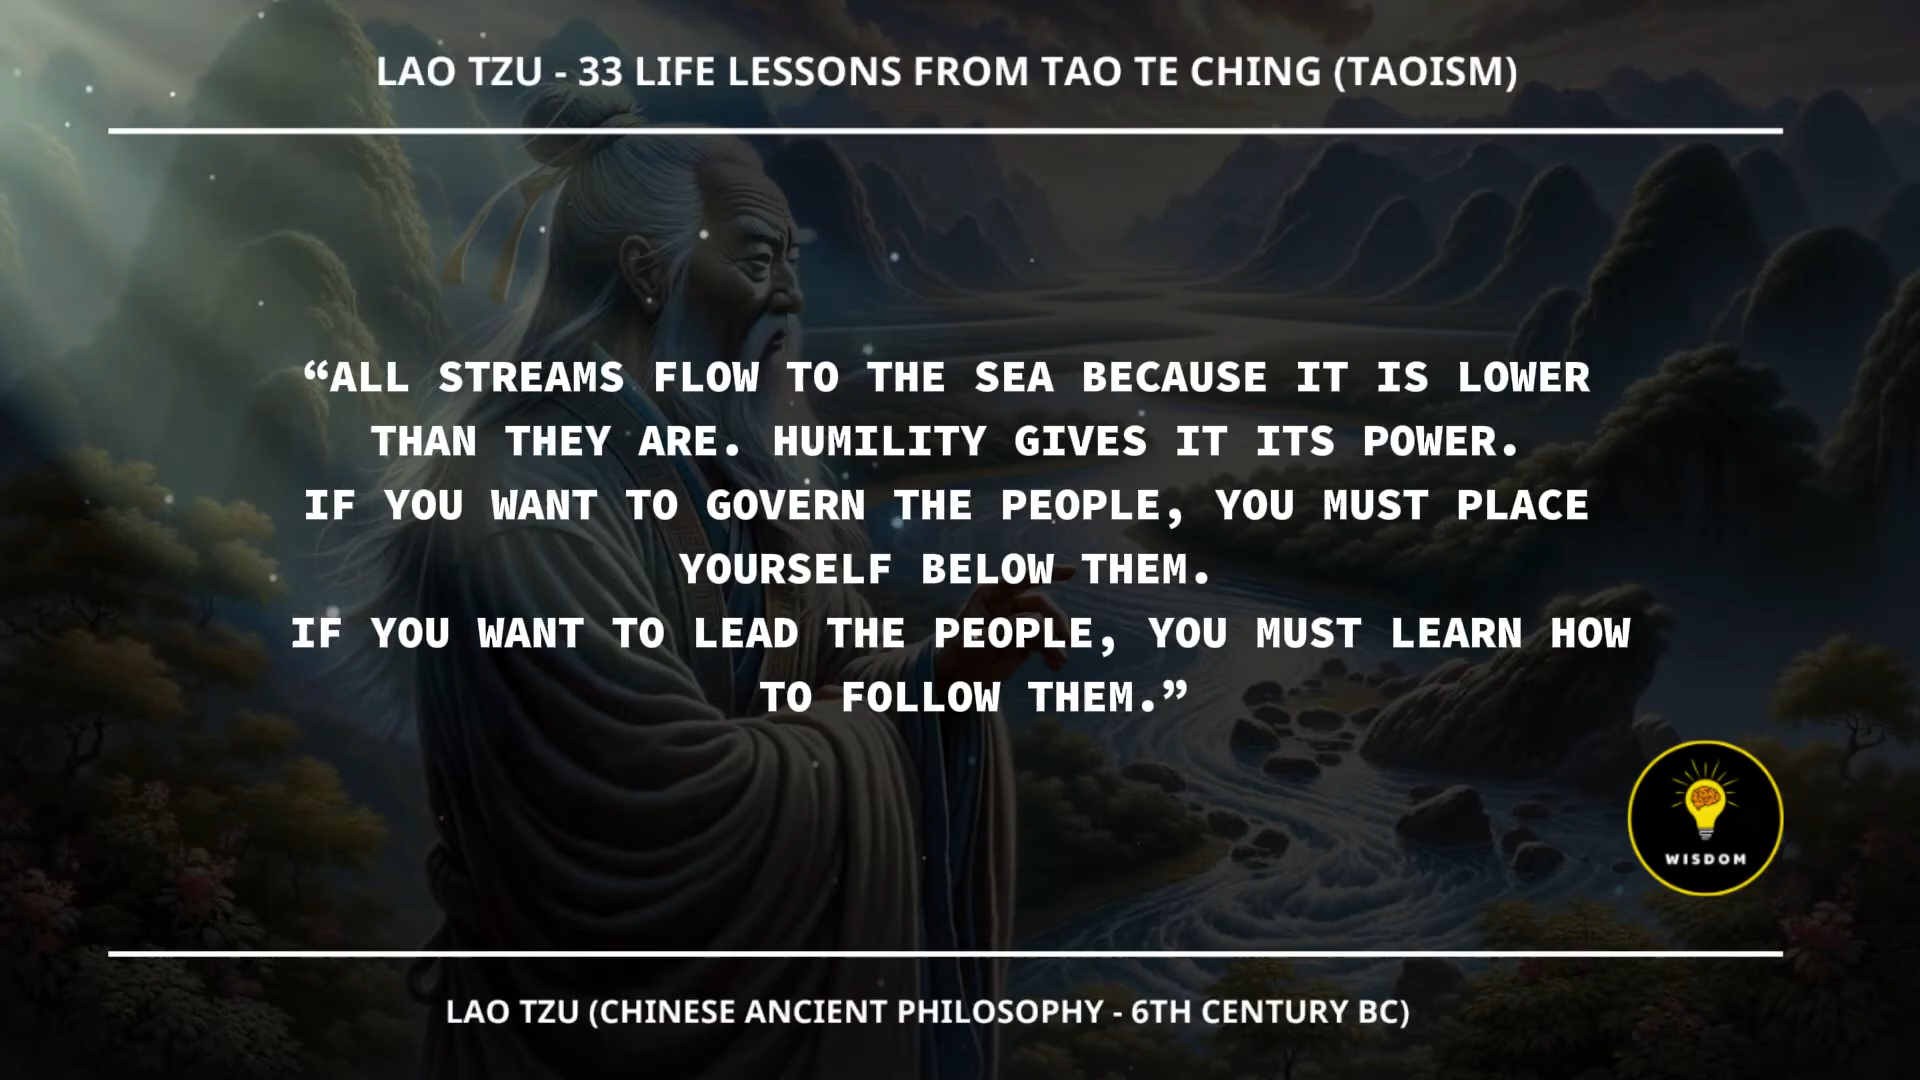 LAO TZU - 33 LIFE LESSONS FROM TAO TE CHING (TAOISM)
“ALL STREAMS FLOW TO THE SEA BECAUSE IT IS LOWER
THAN THEY ARE. HUMILITY GIVES IT ITS POWER.
IF YOU WANT TO GOVERN THE PEOPLE, YOU MUST PLACE
YOURSELF BELOW THEM.
IF YOU WANT TO LEAD THE PEOPLE, YOU MUST LEARN HOW
TO FOLLOW THEM.”
WISDOM
LAO TZU (CHINESE ANCIENT PHILOSOPHY - 6TH CENTURY BC)